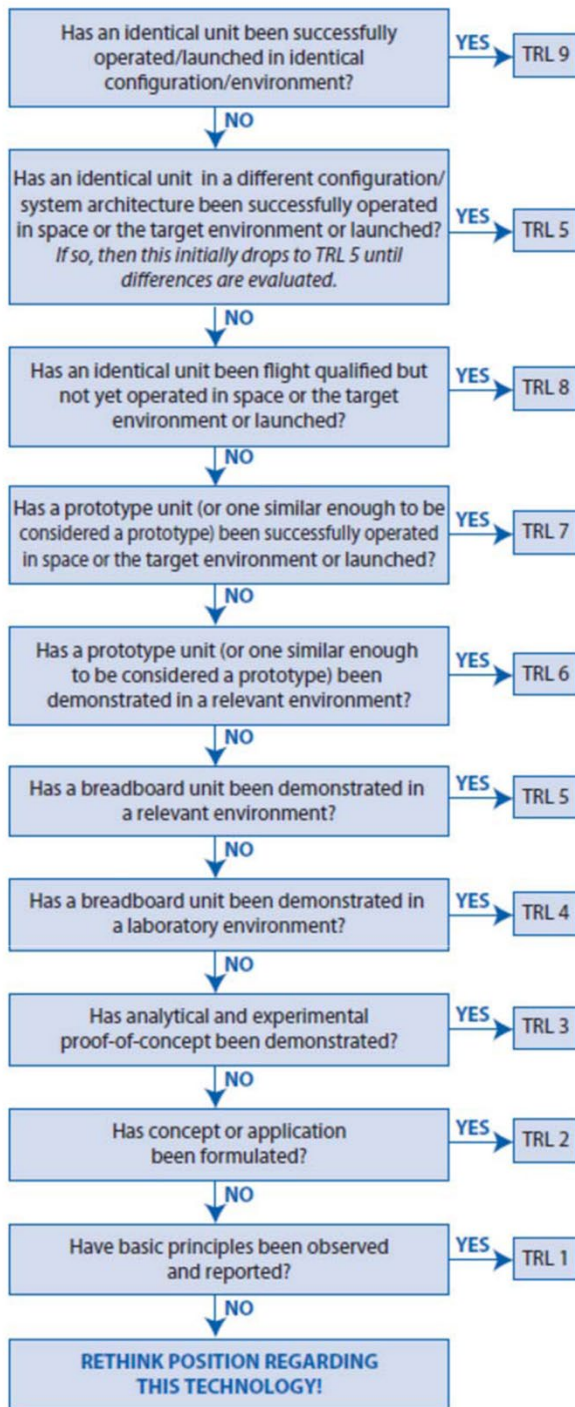 Has an identical unit been successfully
operated/launched in identical
configuration/environment?
YES
TRL 9
NO
Has an identical unit in a different configuration/
system architecture been successfully operated
in space or the target environment or launched?
If so, then this initially drops to TRL 5 until
differences are evaluated.
YES
TRL 5
NO
Has an identical unit been flight qualified but
not yet operated in space or the target
environment or launched?
YES
TRL 8
NO
Has a prototype unit (or one similar enough to be
considered a prototype) been successfully operated
in space or the target environment or launched?
YES
TRL 7
NO
Has a prototype unit (or one similar enough
to be considered a prototype) been
demonstrated in a relevant environment?
YES
TRL 6
NO
Has a breadboard unit been demonstrated in
a relevant environment?
YES
TRL 5
NO
Has a breadboard unit been demonstrated in
a laboratory environment?
YES
TRL 4
NO
Has analytical and experimental
proof-of-concept been demonstrated?
YES
TRL 3
NO
Has concept or application
been formulated?
YES
TRL 2
NO
Have basic principles been observed
and reported?
YES
TRL 1
NO
RETHINK POSITION REGARDING
THIS TECHNOLOGY!